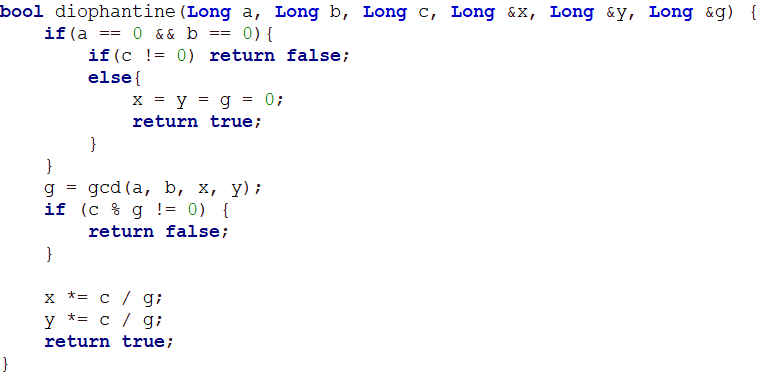 bool diophantine(Long a, Long b, Long c, Long &x, Long &y, Long &g) {
    if(a == 0 && b == 0){
        if(c != 0) return false;
        else{
            x = y = g = 0;
            return true;
        }
    }
    g = gcd(a, b, x, y);
    if (c % g != 0) {
        return false;
    }

    x *= c / g;
    y *= c / g;
    return true;
}